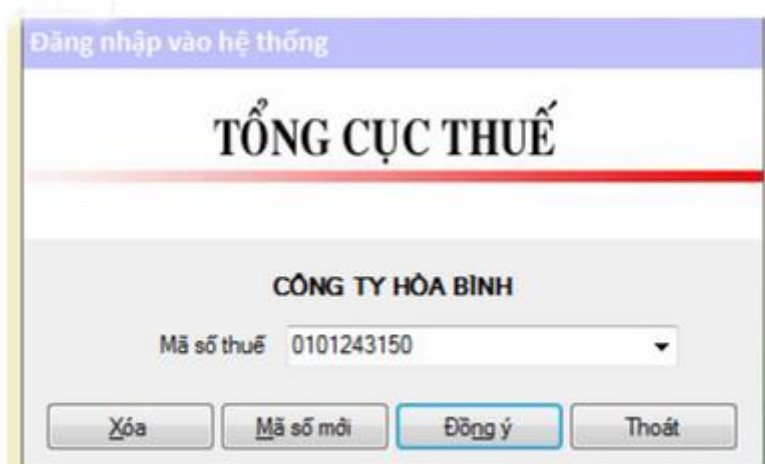 Đăng nhập vào hệ thống
TỔNG CỤC THUẾ
CÔNG TY HÒA BÌNH
Mã số thuế 0101243150
Xóa Mã số mới Đồng ý Thoát